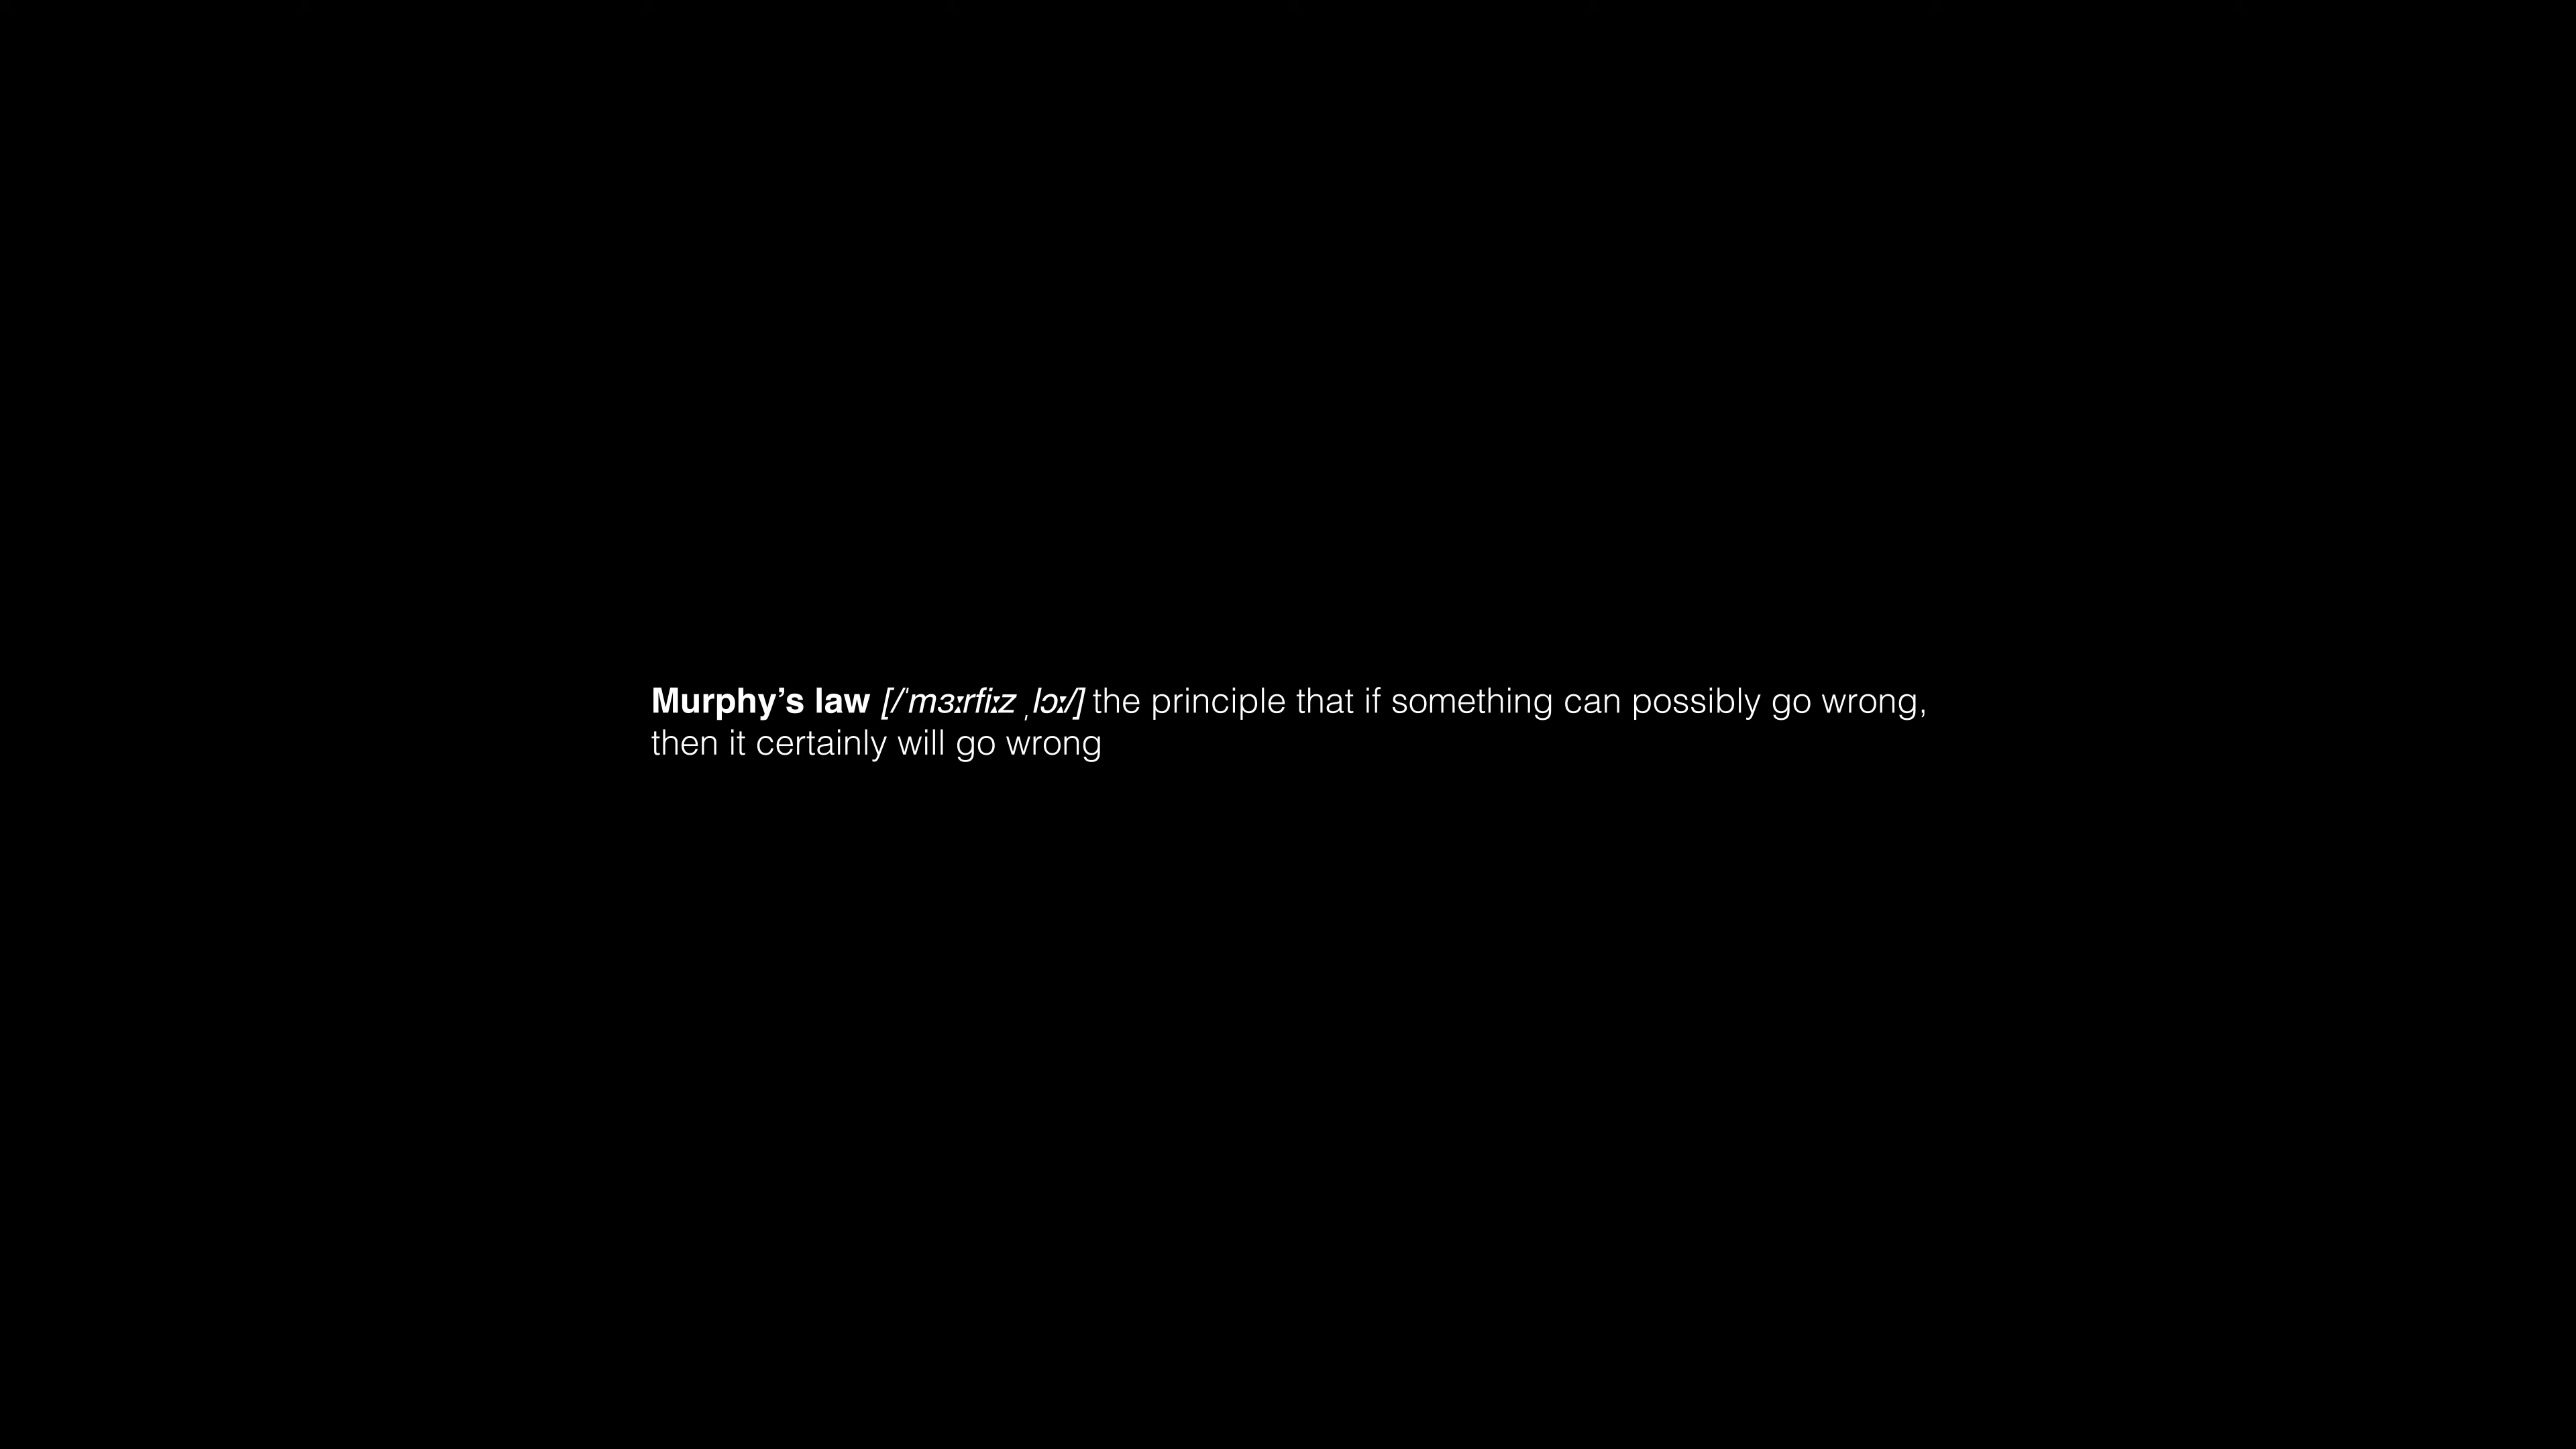 Murphy’s law [/ˈmɜːrfiːz ˌlɔː/] the principle that if something can possibly go wrong,
then it certainly will go wrong